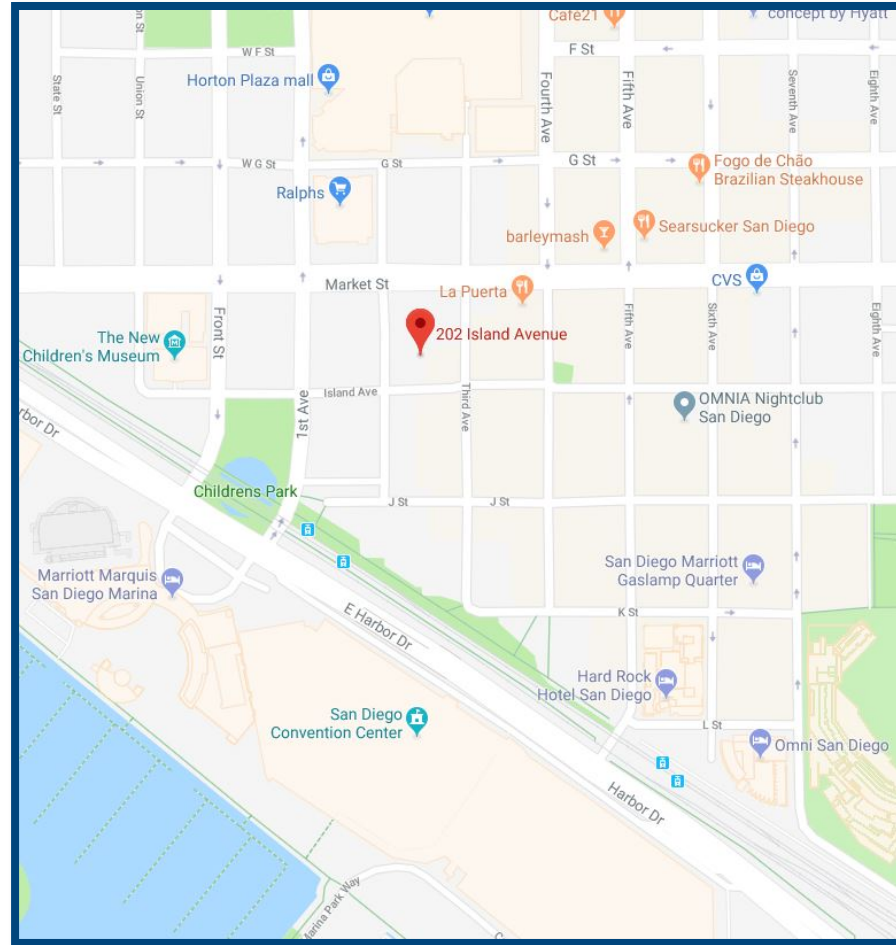 Cafe21
concept by Hyatt
W F St
F St
State St
Union St
Horton Plaza mall
Fourth Ave
Fifth Ave
Seventh Ave
Eighth Ave
W G St
G St
G St
Fogo de Chão
Brazilian Steakhouse
Ralphs
barleymash
Searsucker San Diego
Market St
La Puerta
CVS
Front St
The New
Children's Museum
202 Island Avenue
Fifth Ave
Sixth Ave
Eighth Ave
Island Ave
1st Ave
Third Ave
OMNIA Nightclub
San Diego
Childrens Park
J St
J St
Marriott Marquis
San Diego Marina
San Diego Marriott
Gaslamp Quarter
E Harbor Dr
K St
Hard Rock
Hotel San Diego
San Diego
Convention Center
L St
Omni San Diego
Harbor Dr
Marina Park Way